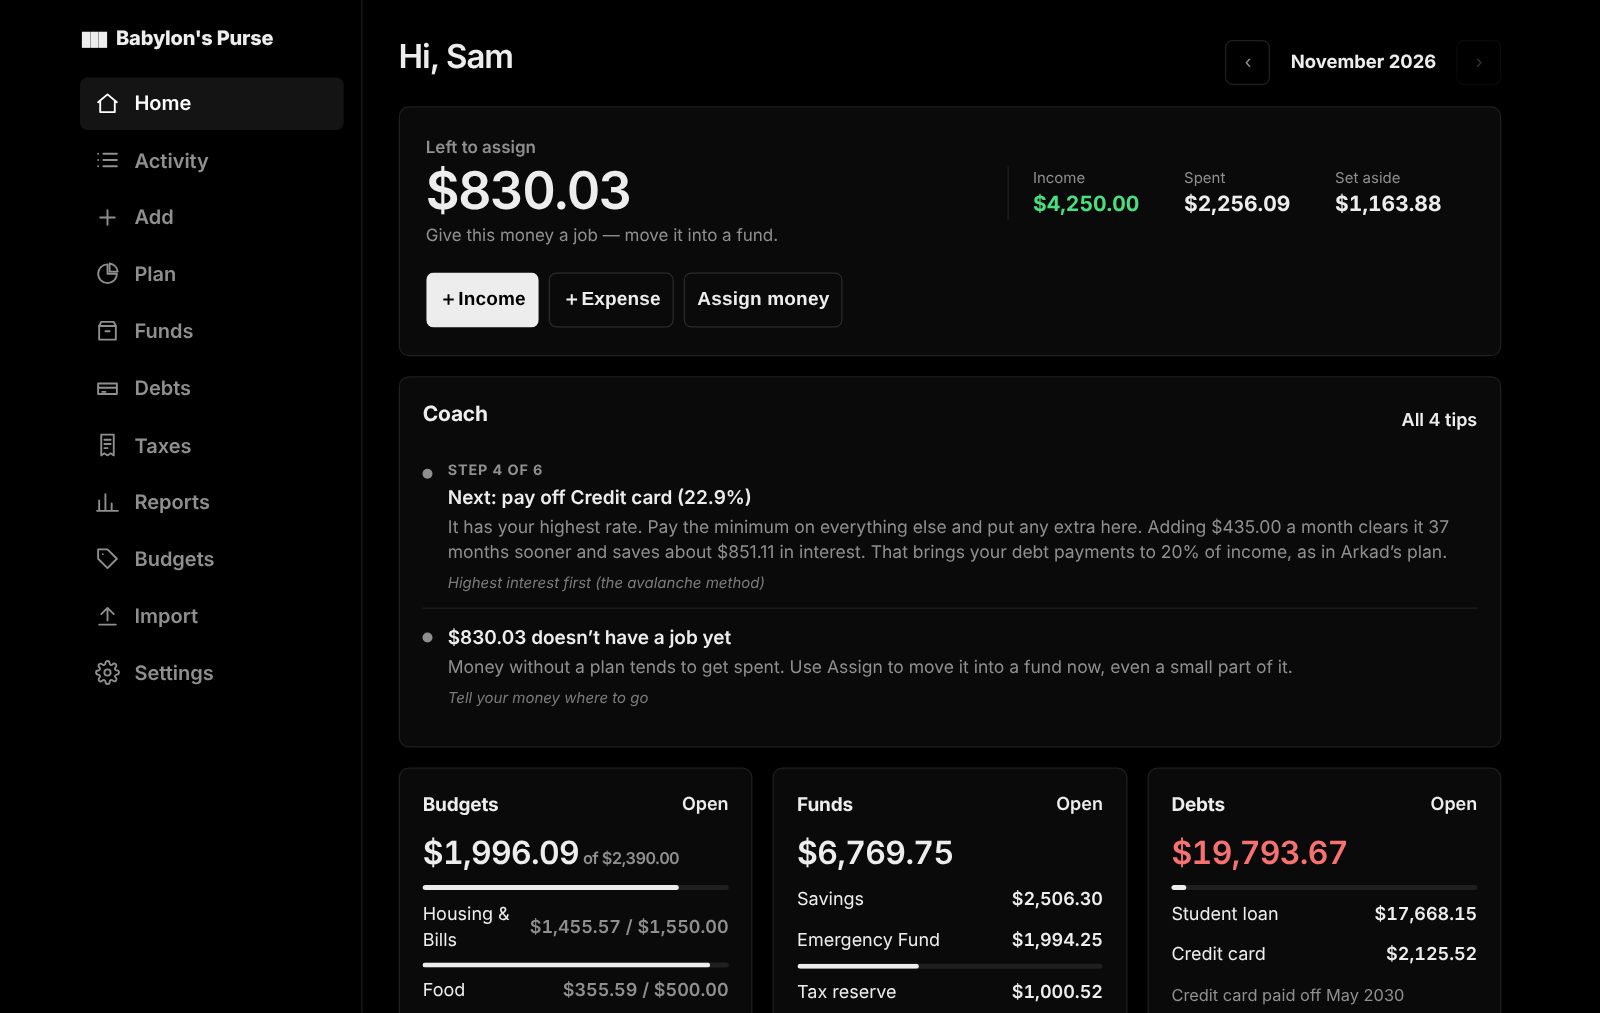 Babylon's Purse
Home
Activity
Add
Plan
Funds
Debts
Taxes
Reports
Budgets
Import
Settings
Hi, Sam
‹ November 2026 ›
Left to assign
$830.03
Give this money a job — move it into a fund.
Income
$4,250.00
Spent
$2,256.09
Set aside
$1,163.88
+ Income
+ Expense
Assign money
Coach
All 4 tips
STEP 4 OF 6
Next: pay off Credit card (22.9%)
It has your highest rate. Pay the minimum on everything else and put any extra here. Adding $435.00 a month clears it 37
months sooner and saves about $851.11 in interest. That brings your debt payments to 20% of income, as in Arkad’s plan.
Highest interest first (the avalanche method)
$830.03 doesn’t have a job yet
Money without a plan tends to get spent. Use Assign to move it into a fund now, even a small part of it.
Tell your money where to go
Budgets
Open
$1,996.09 of $2,390.00
Housing &
Bills
$1,455.57 / $1,550.00
Food
$355.59 / $500.00
Funds
Open
$6,769.75
Savings
$2,506.30
Emergency Fund
$1,994.25
Tax reserve
$1,000.52
Debts
Open
$19,793.67
Student loan
$17,668.15
Credit card
$2,125.52
Credit card paid off May 2030